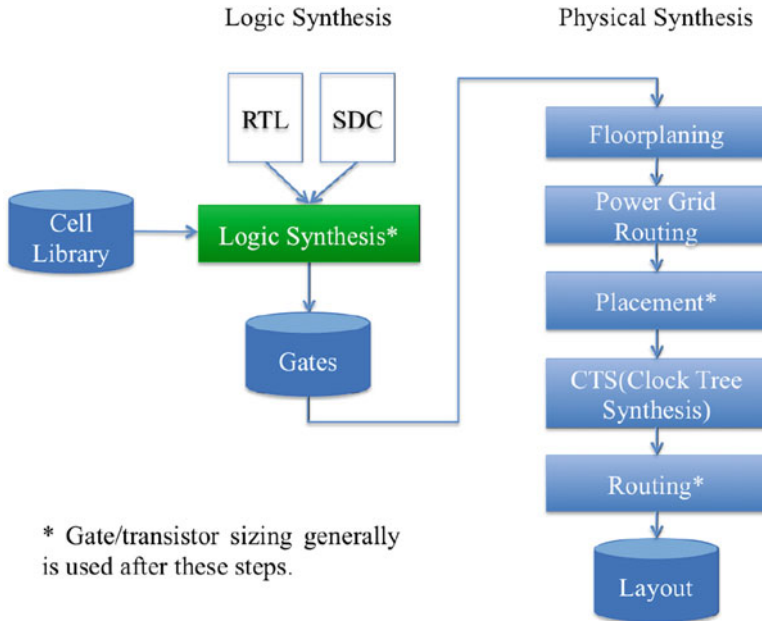 Logic Synthesis
Physical Synthesis
RTL
SDC
Cell
Library
Logic Synthesis*
Gates
* Gate/transistor sizing generally
is used after these steps.
Floorplaning
Power Grid
Routing
Placement*
CTS(Clock Tree
Synthesis)
Routing*
Layout